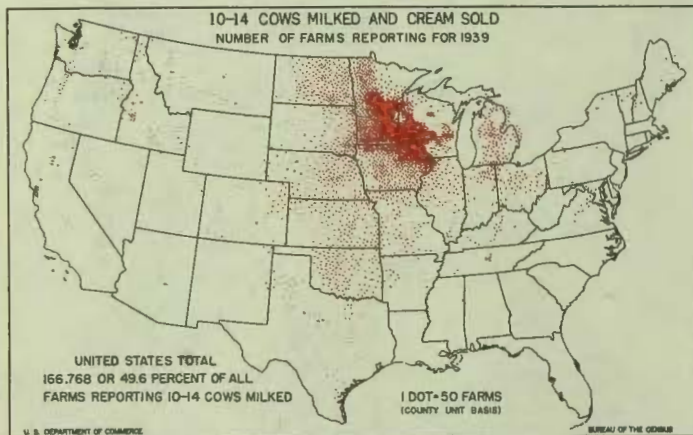 10-14 COWS MILKED AND CREAM SOLD
NUMBER OF FARMS REPORTING FOR 1939
UNITED STATES TOTAL
166.768 OR 49.6 PERCENT OF ALL
FARMS REPORTING 10-14 COWS MILKED
1 DOT=50 FARMS
(COUNTY UNIT BASIS)
U. S. DEPARTMENT OF COMMERCE
BUREAU OF THE CENSUS